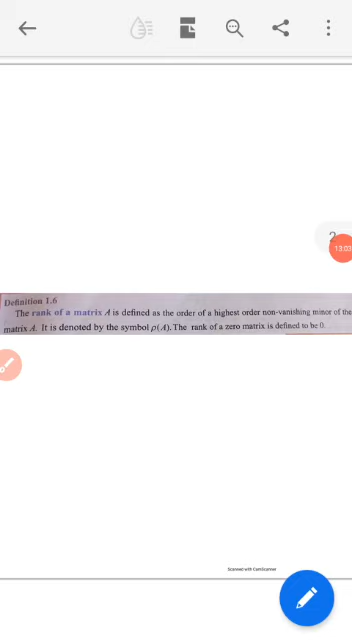 13:03
Definition 1.6
The rank of a matrix A is defined as the order of a highest order non-vanishing minor of the
matrix A. It is denoted by the symbol ρ(A). The rank of a zero matrix is defined to be 0.
Scanned with CamScanner